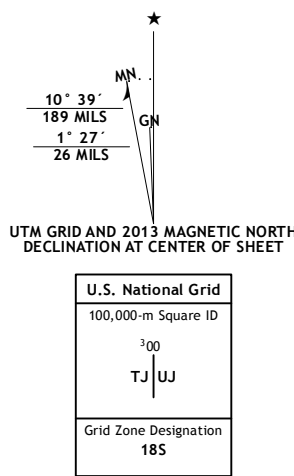 ★
MN
GN
10° 39´
189 MILS
1° 27´
26 MILS
UTM GRID AND 2013 MAGNETIC NORTH
DECLINATION AT CENTER OF SHEET
U.S. National Grid
100,000-m Square ID
³00
TJ UJ
Grid Zone Designation
18S